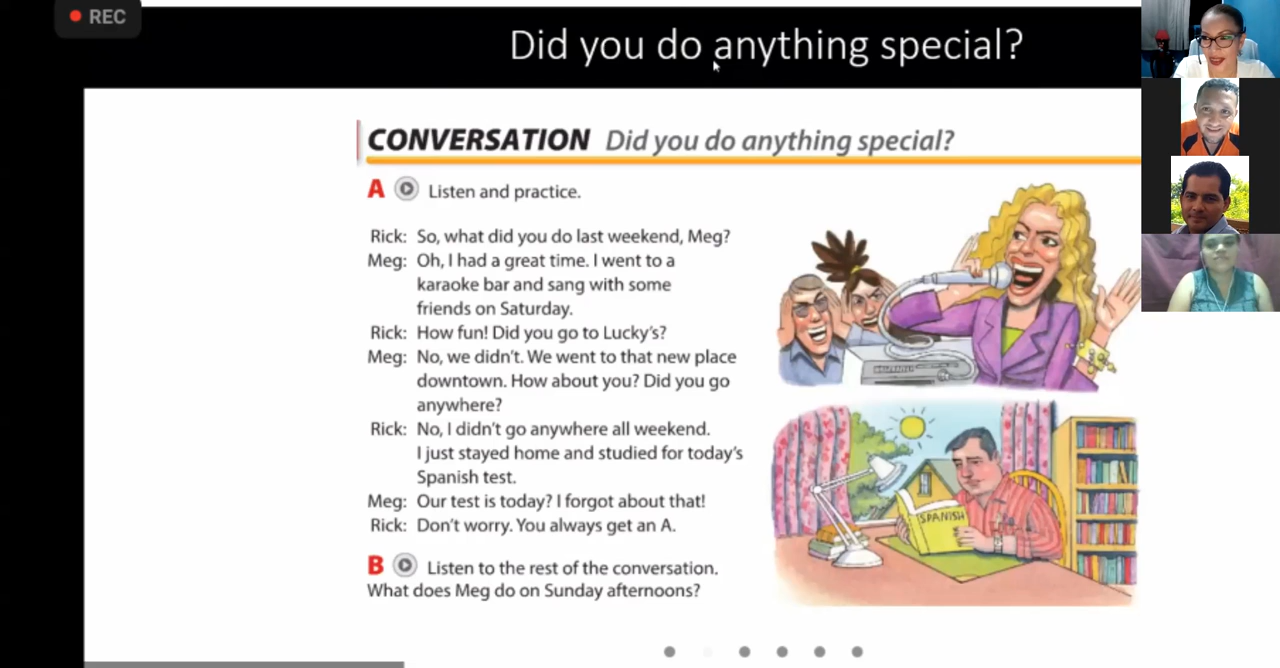 REC
Did you do anything special?
CONVERSATION Did you do anything special?
A Listen and practice.
Rick: So, what did you do last weekend, Meg?
Meg: Oh, I had a great time. I went to a
karaoke bar and sang with some
friends on Saturday.
Rick: How fun! Did you go to Lucky's?
Meg: No, we didn't. We went to that new place
downtown. How about you? Did you go
anywhere?
Rick: No, I didn't go anywhere all weekend.
I just stayed home and studied for today's
Spanish test.
Meg: Our test is today? I forgot about that!
Rick: Don't worry. You always get an A.
B Listen to the rest of the conversation.
What does Meg do on Sunday afternoons?
SPANISH